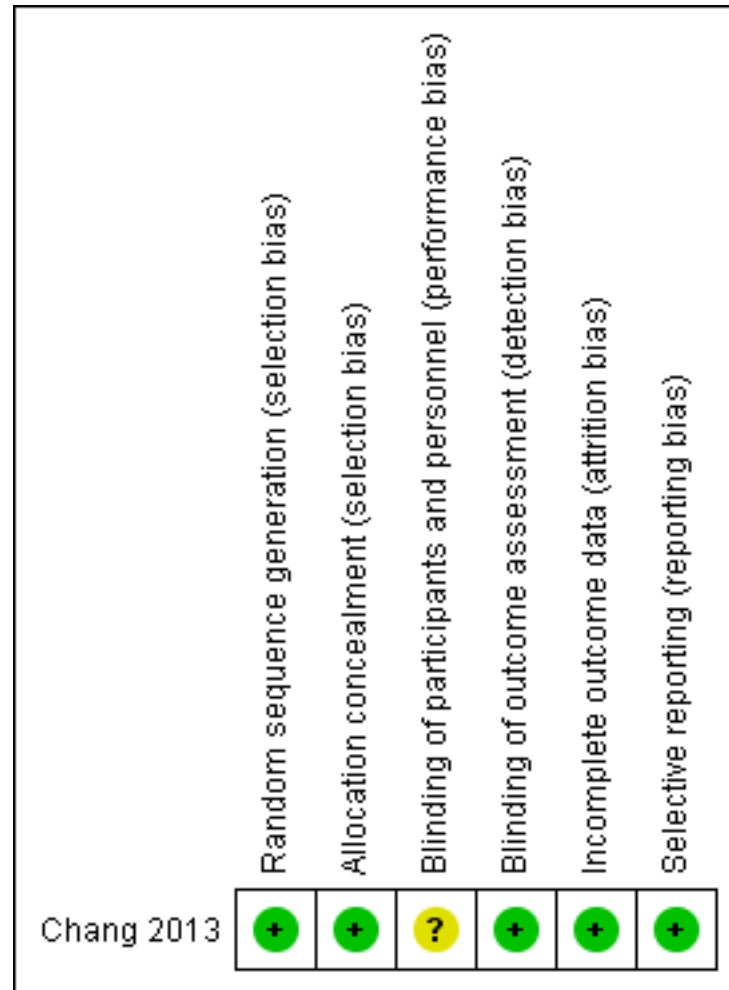 Random sequence generation (selection bias)
Allocation concealment (selection bias)
Blinding of participants and personnel (performance bias)
Blinding of outcome assessment (detection bias)
Incomplete outcome data (attrition bias)
Selective reporting (reporting bias)
Chang 2013 + + ? + + +